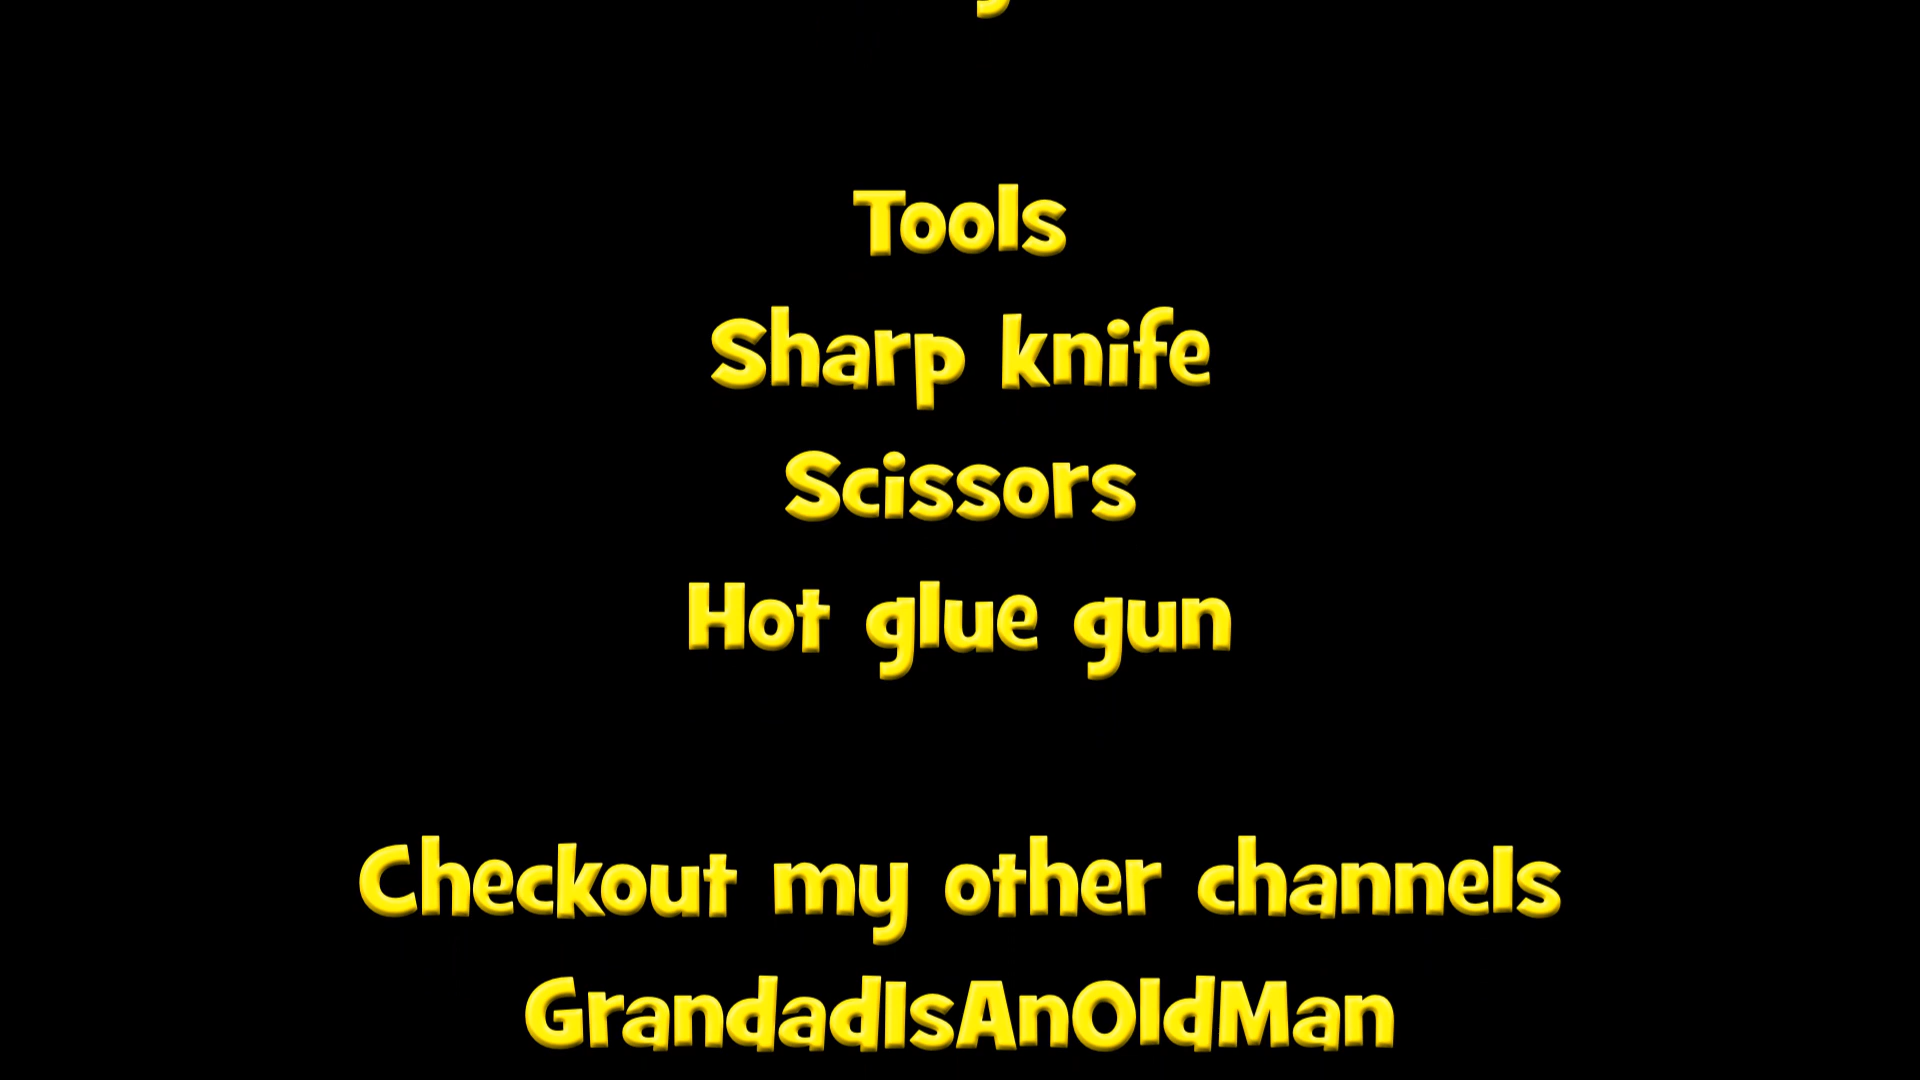 Tools
Sharp knife
Scissors
Hot glue gun
Checkout my other channels
GrandadIsAnOldMan